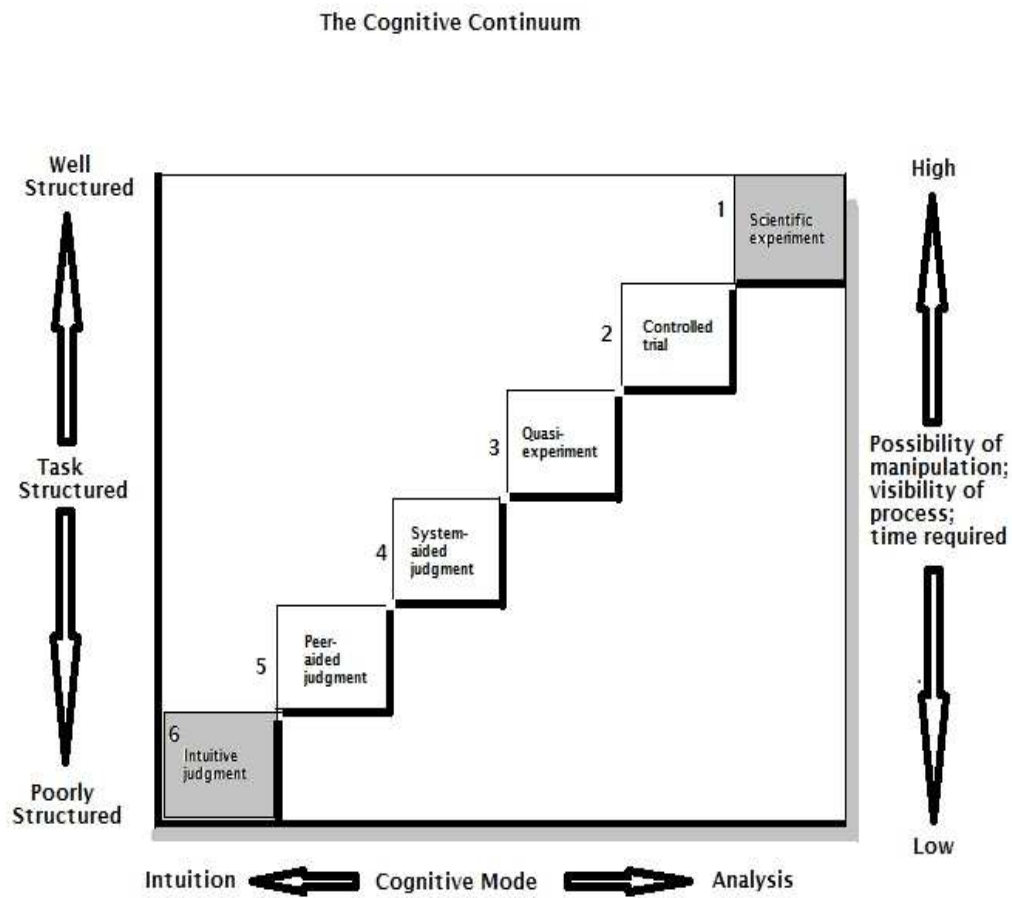 The Cognitive Continuum
Well
Structured
High
1
Scientific
experiment
2
Controlled
trial
3
Quasi-
experiment
Task
Structured
Possibility of
manipulation;
visibility of
process;
time required
4
System-
aided
judgment
5
Peer-
aided
judgment
6
Intuitive
judgment
Poorly
Structured
Low
Intuition
Cognitive Mode
Analysis